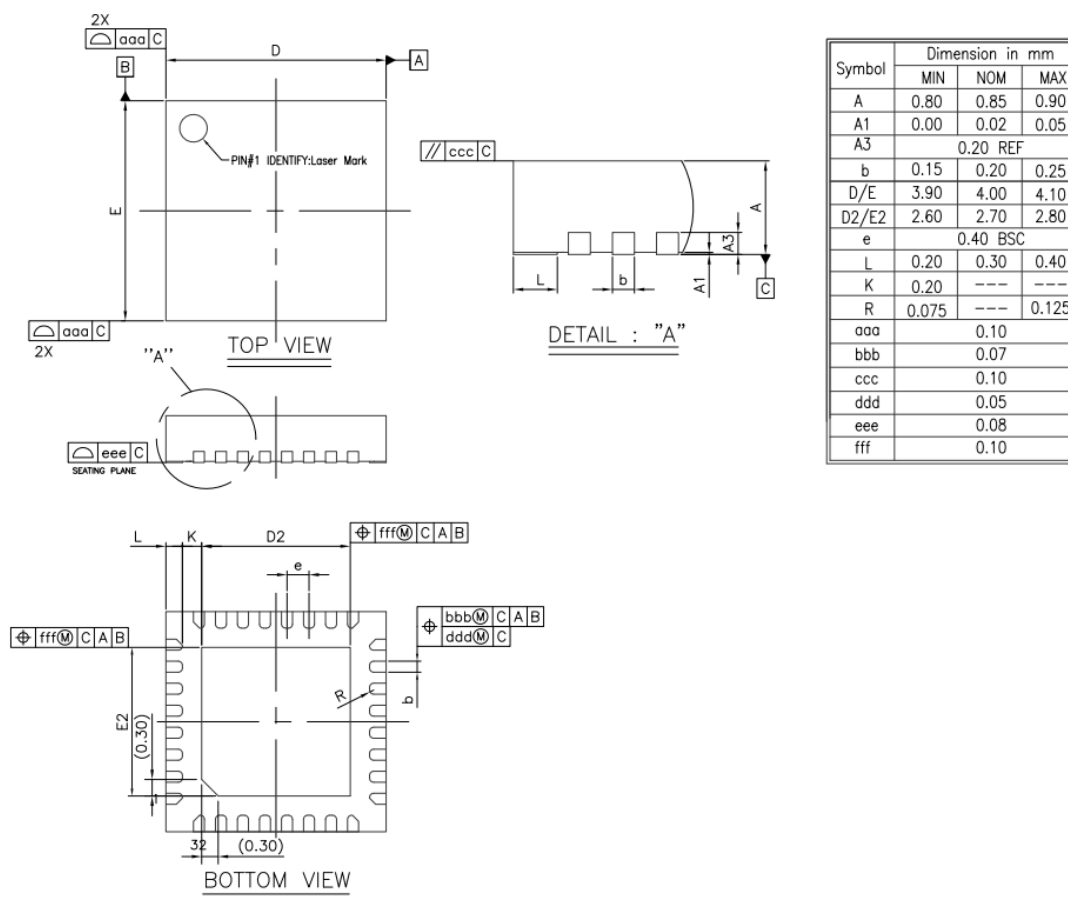 2X
aaa C
D
A
B
PIN#1 IDENTIFY:Laser Mark
E
aaa C
2X
TOP VIEW
// ccc C
A
A3
A1
L
b
C
DETAIL : "A"
"A"
eee C
SEATING PLANE
L K D2
fffⓂ C A B
e
bbbⓂ C A B
dddⓂ C
fffⓂ C A B
R
b
E2
(0.30)
1
32 (0.30)
BOTTOM VIEW
Symbol Dimension in mm
MIN NOM MAX
A 0.80 0.85 0.90
A1 0.00 0.02 0.05
A3 0.20 REF
b 0.15 0.20 0.25
D/E 3.90 4.00 4.10
D2/E2 2.60 2.70 2.80
e 0.40 BSC
L 0.20 0.30 0.40
K 0.20 --- ---
R 0.075 --- 0.125
aaa 0.10
bbb 0.07
ccc 0.10
ddd 0.05
eee 0.08
fff 0.10